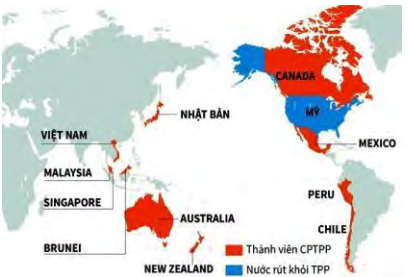 CANADA
MỸ
NHẬT BẢN
VIỆT NAM
MEXICO
MALAYSIA
PERU
SINGAPORE
AUSTRALIA
CHILE
BRUNEI
Thành viên CPTPP
NEW ZEALAND
Nước rút khỏi TPP